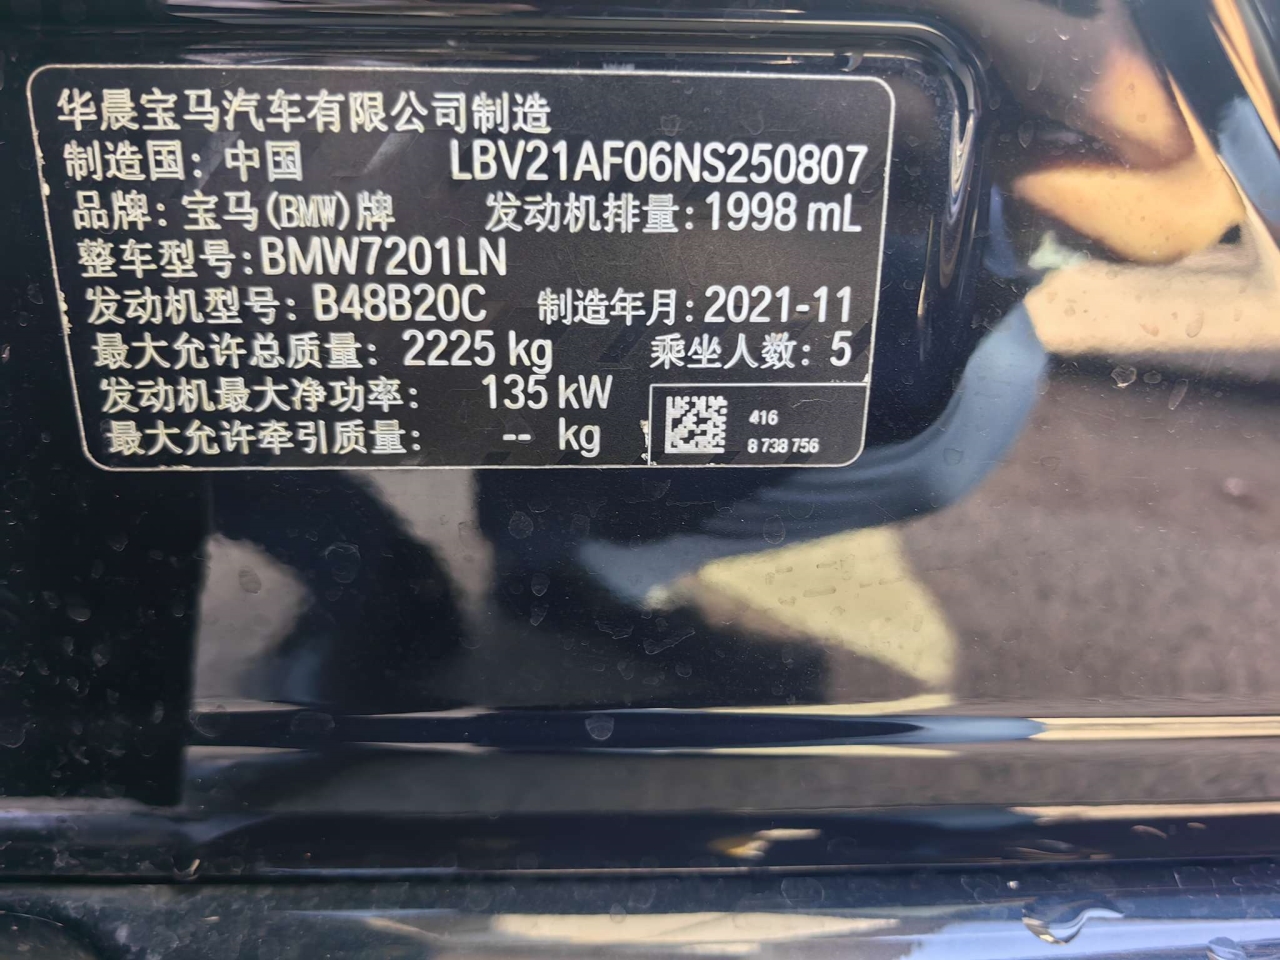 华晨宝马汽车有限公司制造
制造国: 中国 LBV21AF06NS250807
品牌: 宝马(BMW)牌 发动机排量: 1998 mL
整车型号: BMW7201LN
发动机型号: B48B20C 制造年月: 2021-11
最大允许总质量: 2225 kg 乘坐人数: 5
发动机最大净功率: 135 kW
最大允许牵引质量: -- kg
416
8 738 756